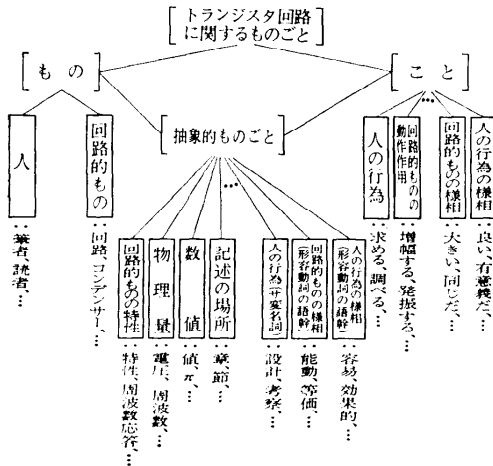 トランジスタ回路
に関するものごと
もの
こと
抽象的ものごと
人
:筆者、読者、…
回路的もの
:回路、コンデンサー、…
回路的ものの特性
:特性、周波数応答、…
物理量
:電圧、周波数、…
数値
:値、π、…
記述の場所
:章、節、…
…
人の行為(サ変名詞)
:設計、考察、…
回路的ものの様相
(形容動詞の語幹)
:能動、等価、…
人の行為の様相
(形容動詞の語幹)
:容易、効果的、…
人の行為
:求める、調べる、…
回路的ものの
動作作用
:増幅する、発振する、…
…
回路的ものの様相
:大きい、同じだ、…
人の行為の様相
:良い、有意義だ、…